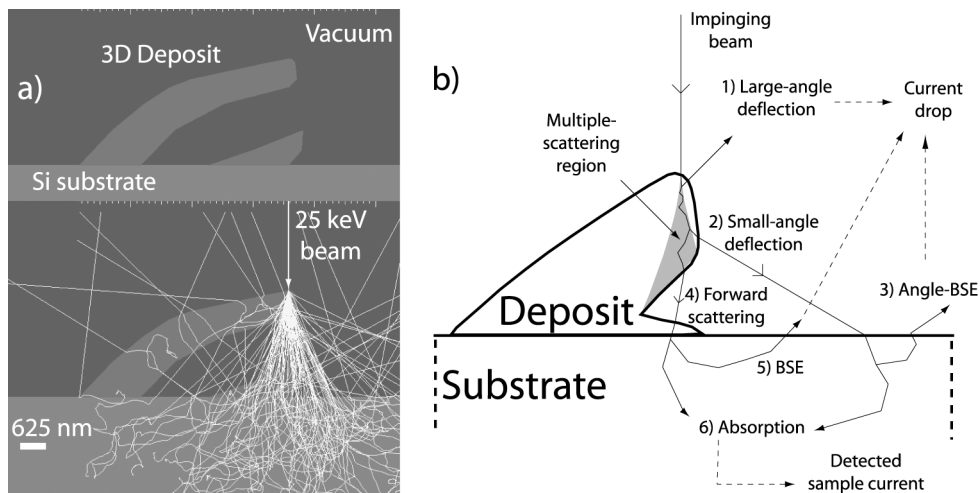 Vacuum
3D Deposit
a)
Si substrate
25 keV
beam
625 nm
b)
Impinging
beam
1) Large-angle
deflection
Current
drop
Multiple-
scattering
region
2) Small-angle
deflection
4) Forward
scattering
3) Angle-BSE
Deposit
5) BSE
Substrate
6) Absorption
Detected
sample current